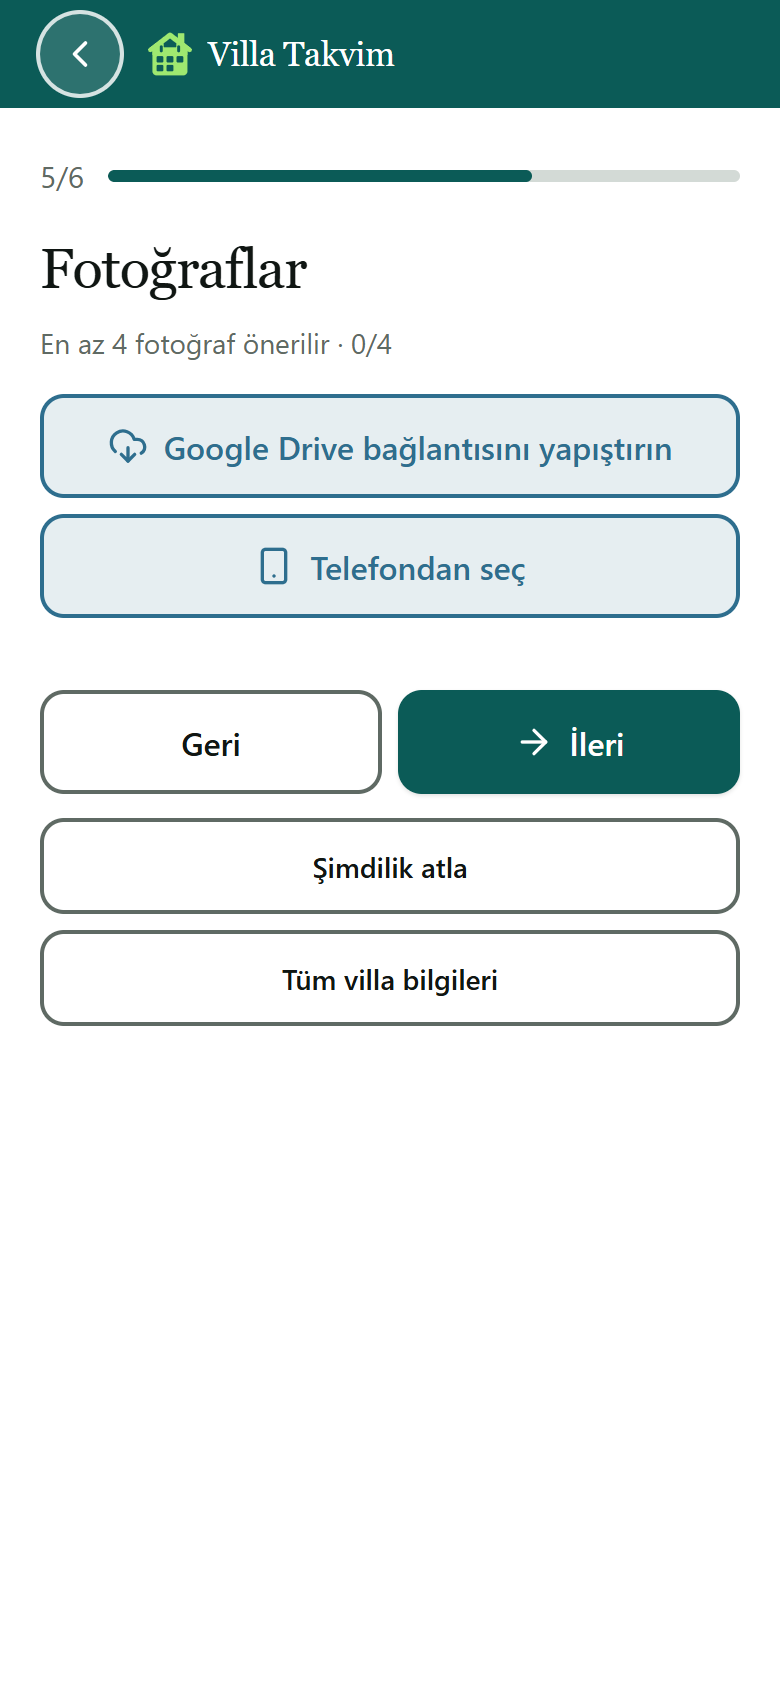 Villa Takvim
5/6
Fotoğraflar
En az 4 fotoğraf önerilir · 0/4
Google Drive bağlantısını yapıştırın
Telefondan seç
Geri
İleri
Şimdilik atla
Tüm villa bilgileri